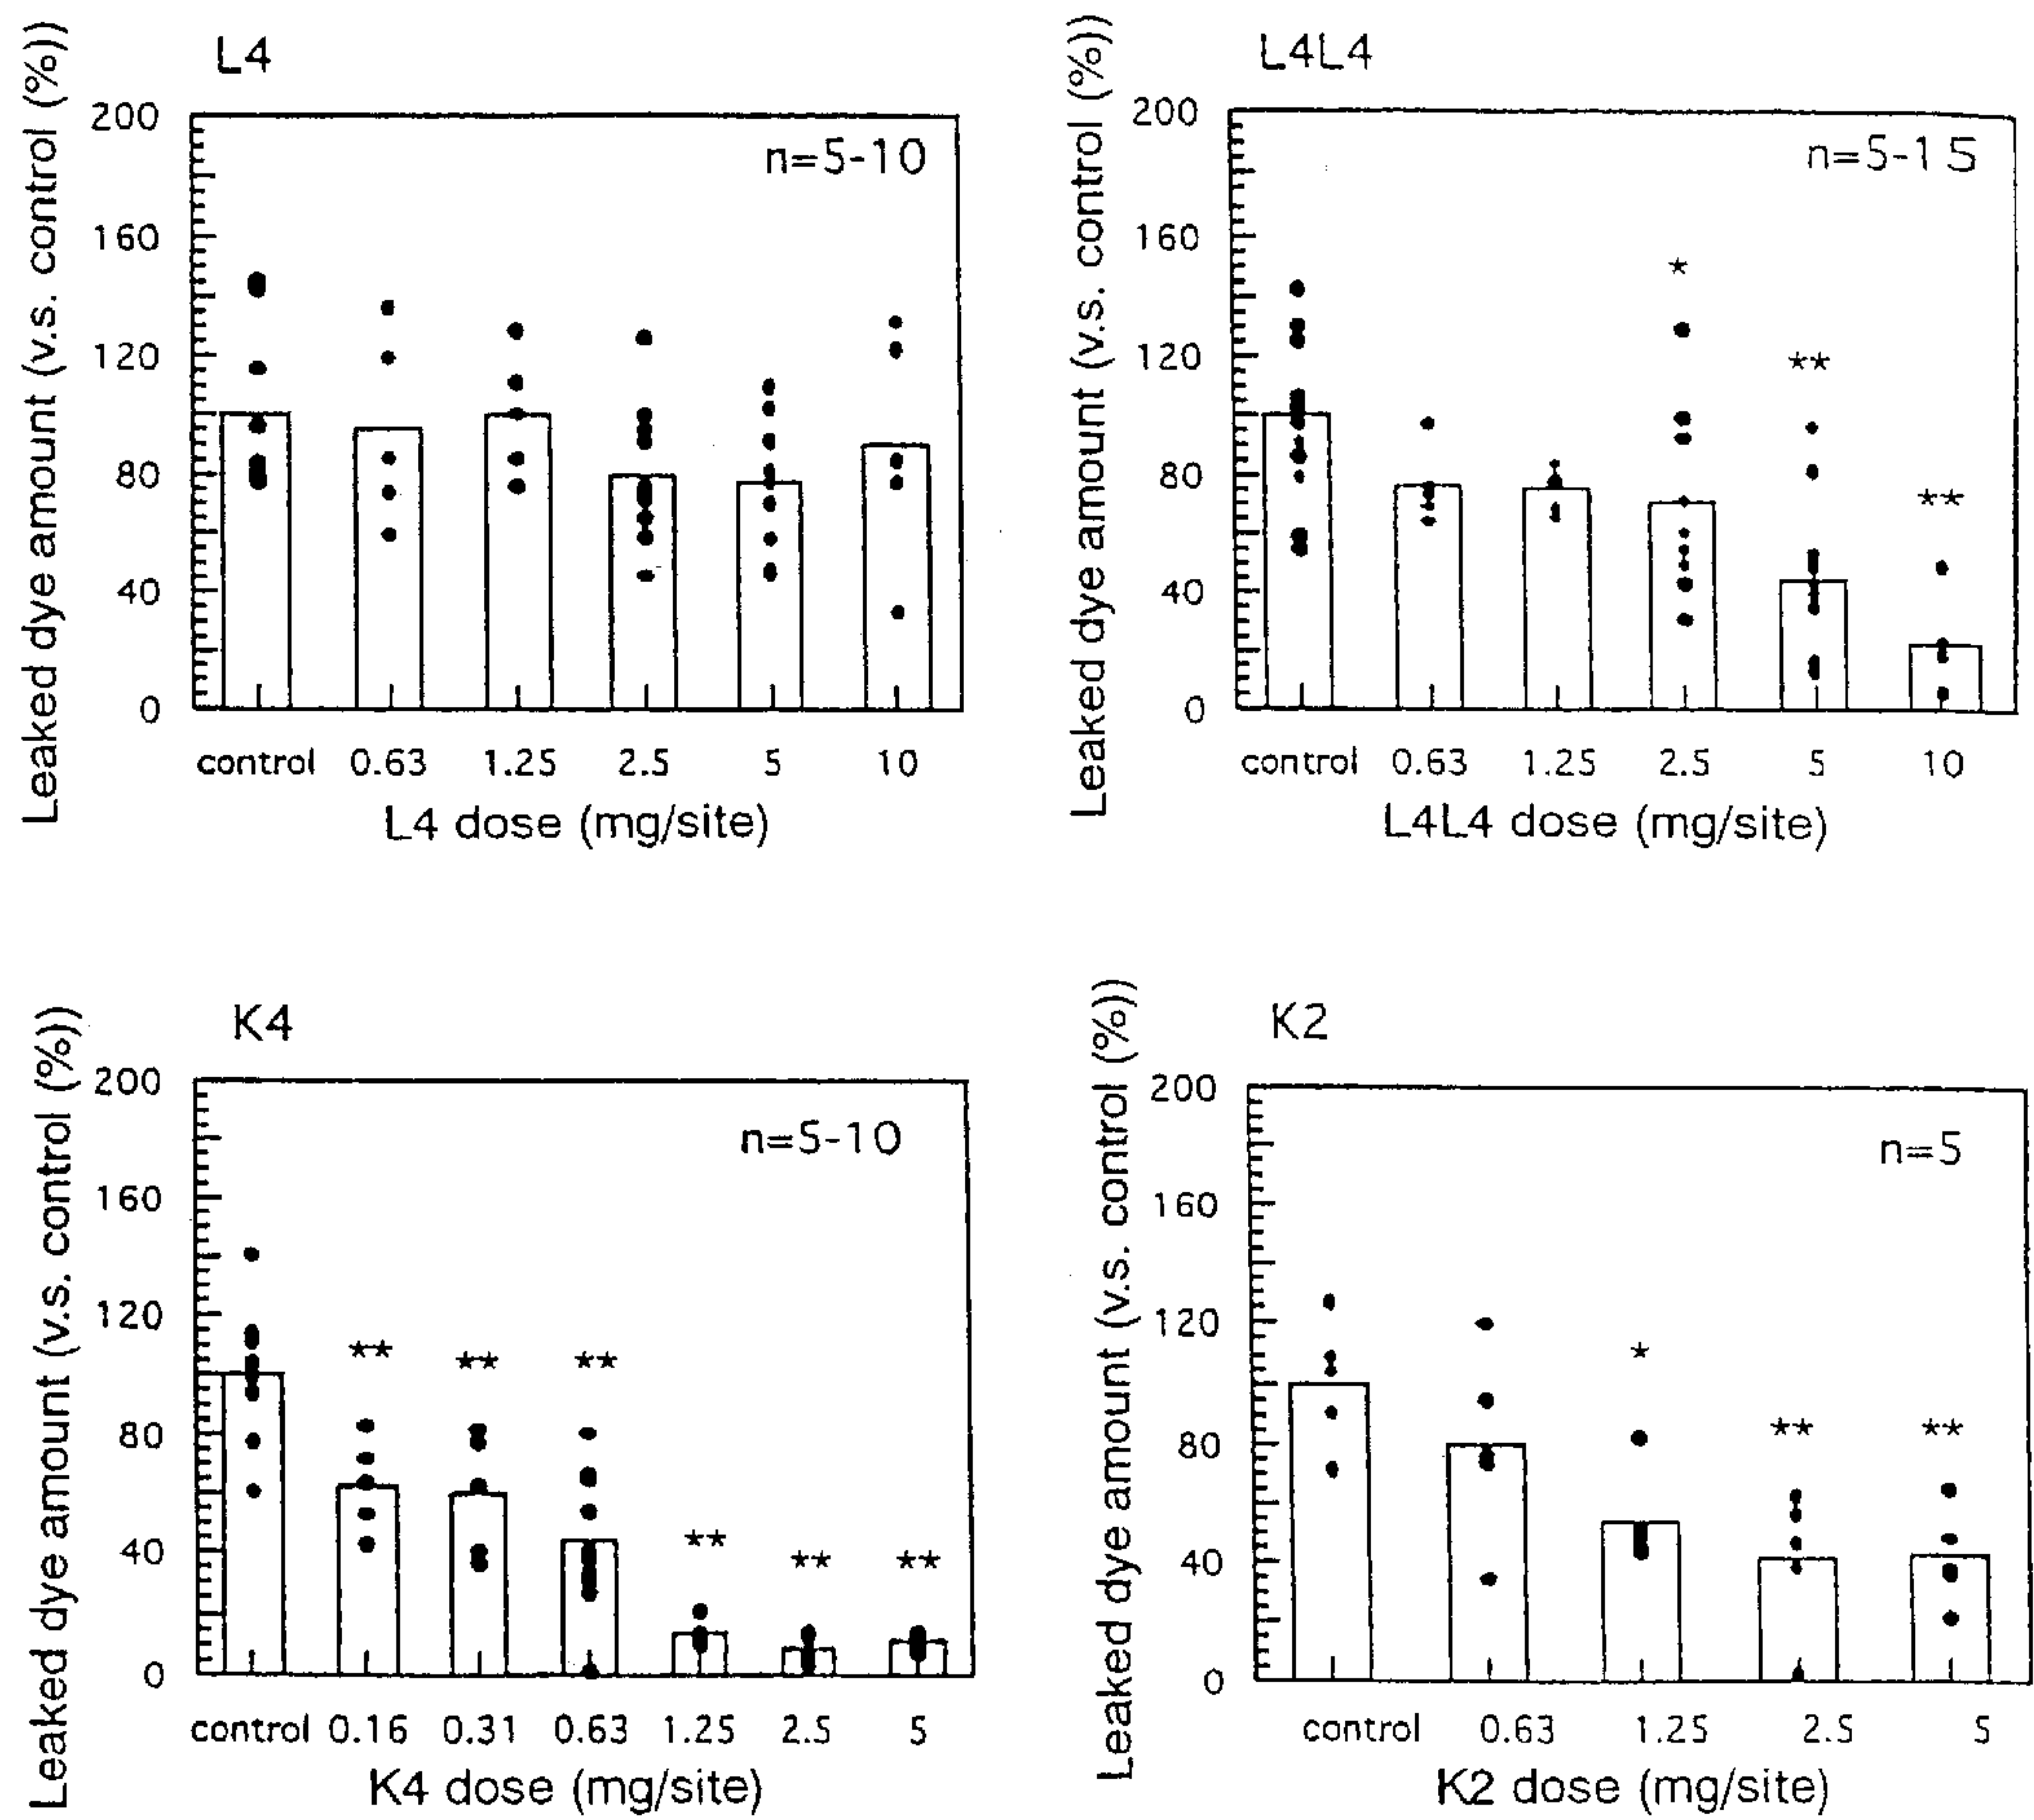 L4
Leaked dye amount (v.s. control (%))
200
160
120
80
40
0
n=5-10
control 0.63 1.25 2.5 5 10
L4 dose (mg/site)
L4L4
Leaked dye amount (v.s. control (%))
200
160
120
80
40
0
n=5-15
*
**
**
control 0.63 1.25 2.5 5 10
L4L4 dose (mg/site)
K4
Leaked dye amount (v.s. control (%))
200
160
120
80
40
0
n=5-10
** ** **
** ** **
control 0.16 0.31 0.63 1.25 2.5 5
K4 dose (mg/site)
K2
Leaked dye amount (v.s. control (%))
200
160
120
80
40
0
n=5
*
** **
control 0.63 1.25 2.5 5
K2 dose (mg/site)